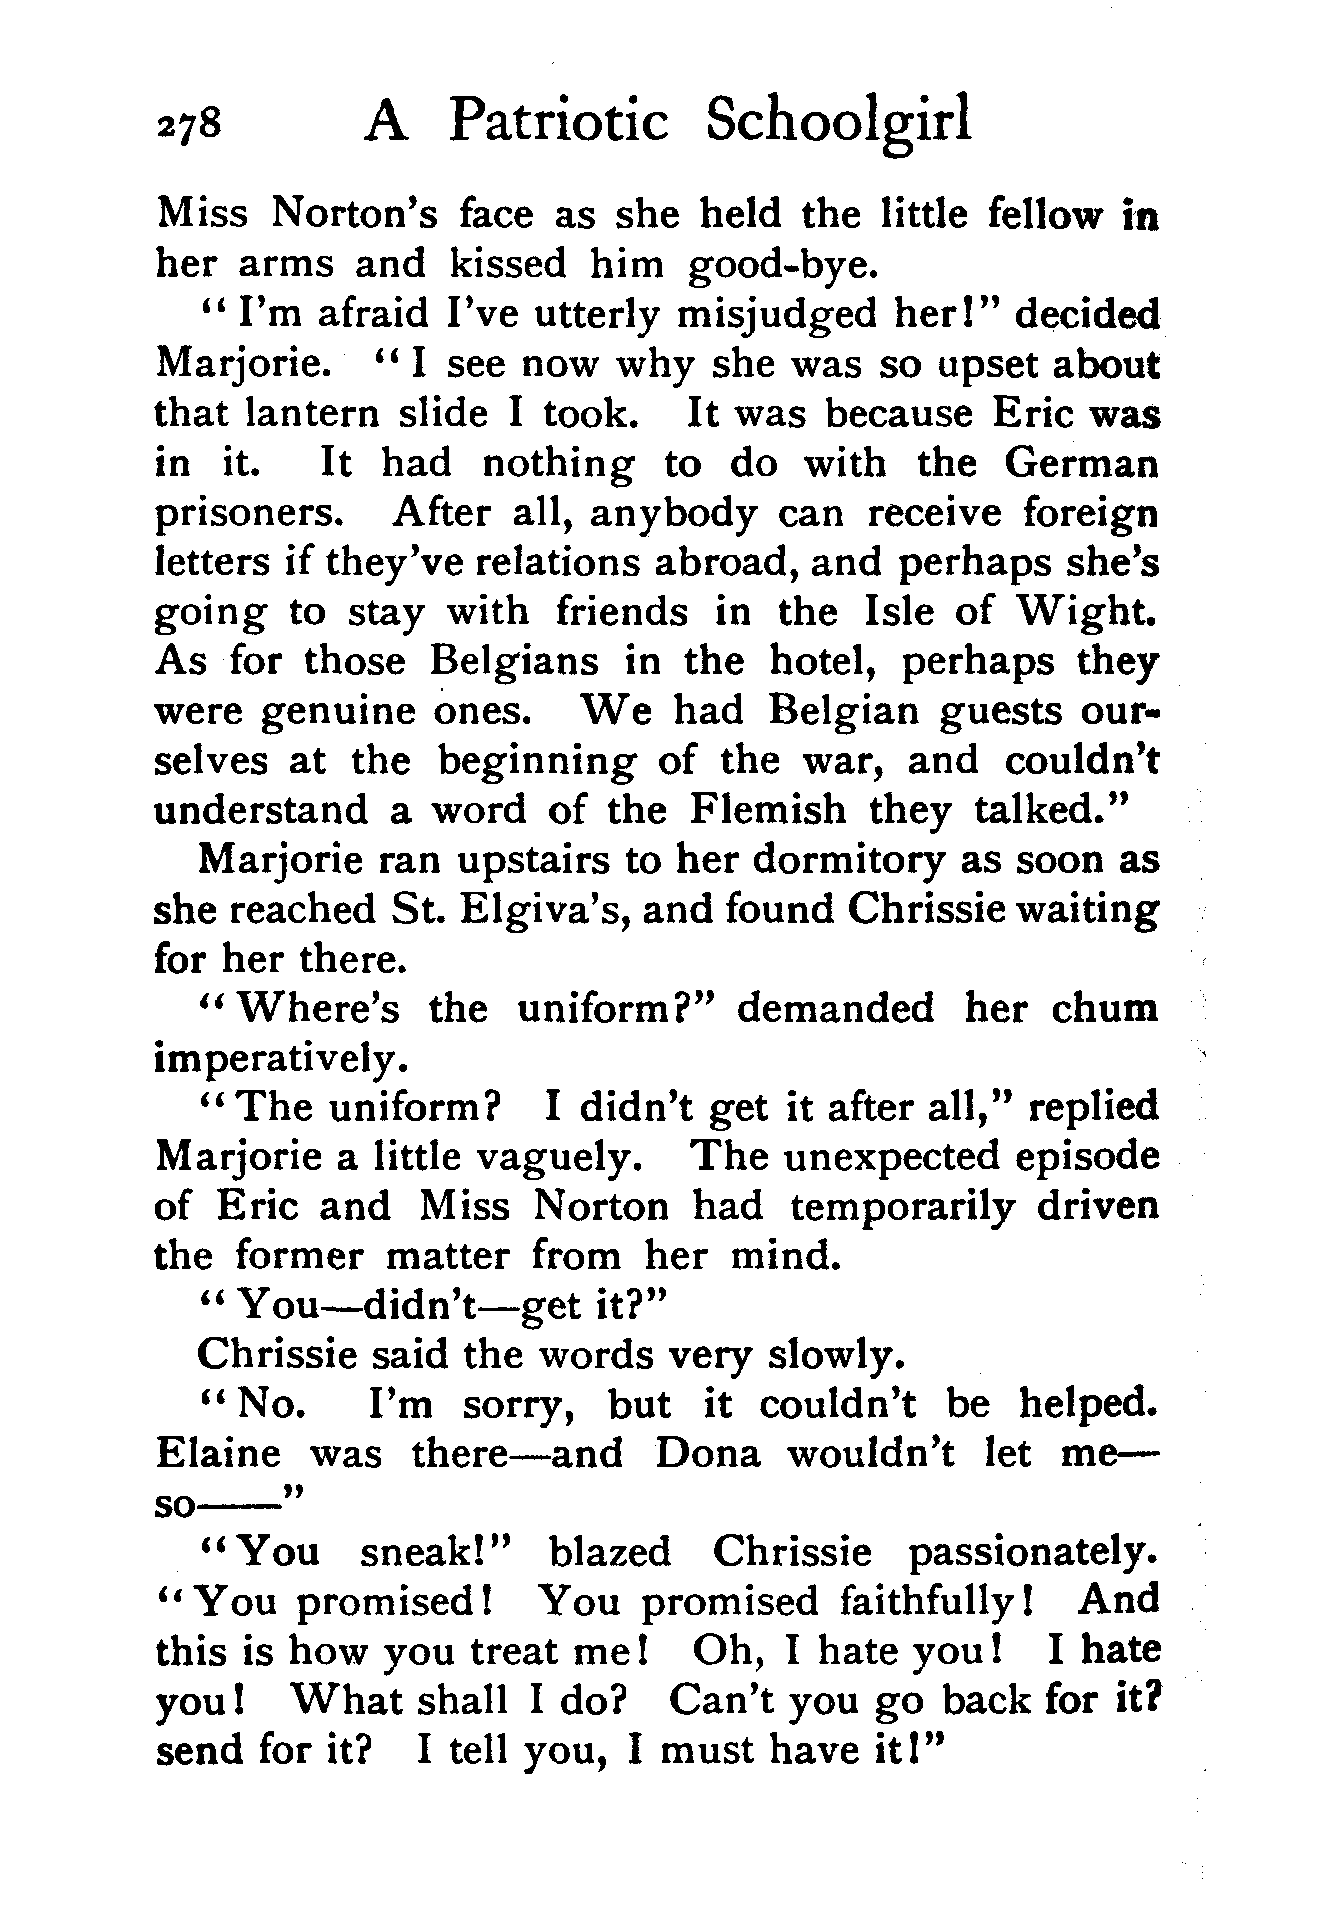 278 A Patriotic Schoolgirl
Miss Norton's face as she held the little fellow in
her arms and kissed him good-bye.
"I'm afraid I've utterly misjudged her!" decided
Marjorie. "I see now why she was so upset about
that lantern slide I took. It was because Eric was
in it. It had nothing to do with the German
prisoners. After all, anybody can receive foreign
letters if they've relations abroad, and perhaps she's
going to stay with friends in the Isle of Wight.
As for those Belgians in the hotel, perhaps they
were genuine ones. We had Belgian guests our-
selves at the beginning of the war, and couldn't
understand a word of the Flemish they talked."
Marjorie ran upstairs to her dormitory as soon as
she reached St. Elgiva's, and found Chrissie waiting
for her there.
"Where's the uniform?" demanded her chum
imperatively.
"The uniform? I didn't get it after all," replied
Marjorie a little vaguely. The unexpected episode
of Eric and Miss Norton had temporarily driven
the former matter from her mind.
"You—didn't—get it?"
Chrissie said the words very slowly.
"No. I'm sorry, but it couldn't be helped.
Elaine was there—and Dona wouldn't let me—
so——"
"You sneak!" blazed Chrissie passionately.
"You promised! You promised faithfully! And
this is how you treat me! Oh, I hate you! I hate
you! What shall I do? Can't you go back for it?
send for it? I tell you, I must have it!"